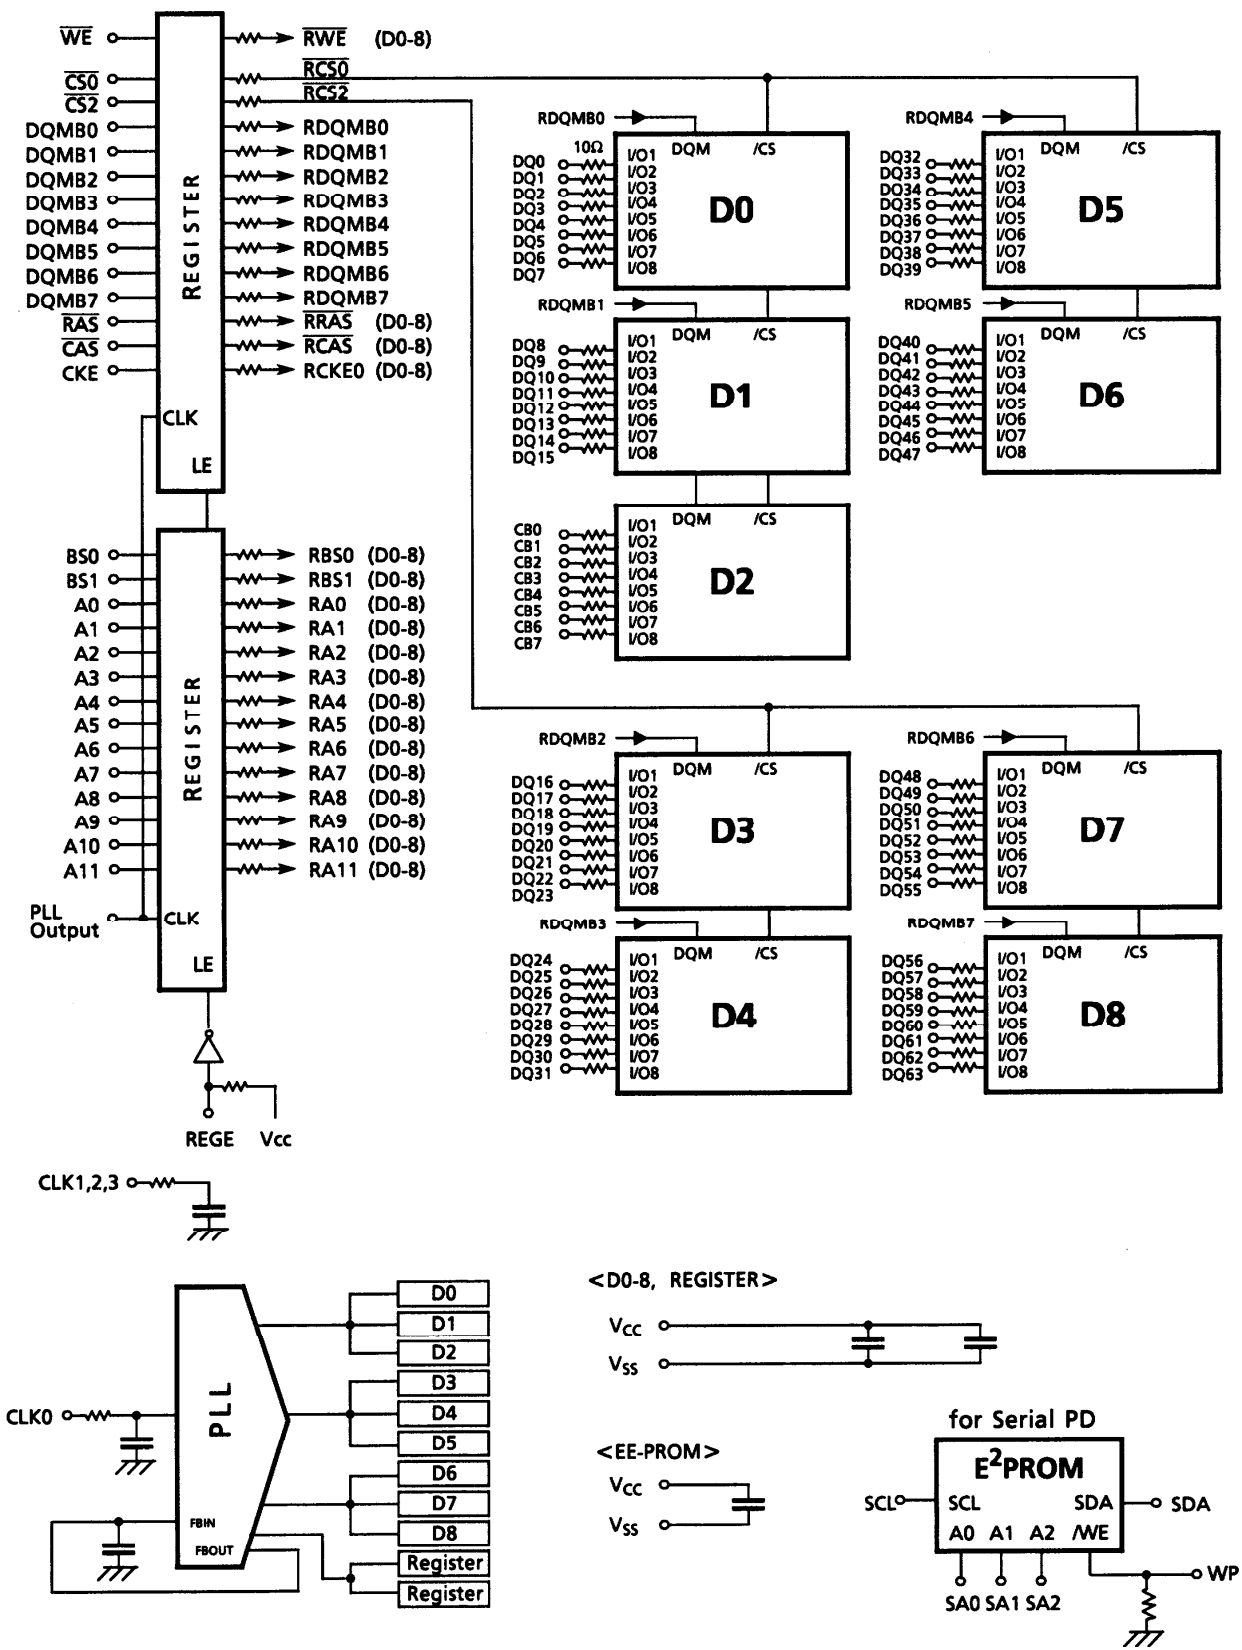 WE RWE (D0-8)
CS0 RCS0
CS2 RCS2
DQMB0 RDQMB0
DQMB1 RDQMB1
DQMB2 RDQMB2
DQMB3 RDQMB3
DQMB4 RDQMB4
DQMB5 RDQMB5
DQMB6 RDQMB6
DQMB7 RDQMB7
RAS RRAS (D0-8)
CAS RCAS (D0-8)
CKE RCKE0 (D0-8)
REGISTER
CLK
LE
BS0 RBS0 (D0-8)
BS1 RBS1 (D0-8)
A0 RA0 (D0-8)
A1 RA1 (D0-8)
A2 RA2 (D0-8)
A3 RA3 (D0-8)
A4 RA4 (D0-8)
A5 RA5 (D0-8)
A6 RA6 (D0-8)
A7 RA7 (D0-8)
A8 RA8 (D0-8)
A9 RA9 (D0-8)
A10 RA10 (D0-8)
A11 RA11 (D0-8)
REGISTER
PLL
Output
CLK
LE
REGE Vcc
RDQMB0
10Ω
DQM /CS
DQ0 I/O1
DQ1 I/O2
DQ2 I/O3
DQ3 I/O4
DQ4 I/O5
DQ5 I/O6
DQ6 I/O7
DQ7 I/O8
D0
RDQMB4
DQM /CS
DQ32 I/O1
DQ33 I/O2
DQ34 I/O3
DQ35 I/O4
DQ36 I/O5
DQ37 I/O6
DQ38 I/O7
DQ39 I/O8
D5
RDQMB1
DQM /CS
DQ8 I/O1
DQ9 I/O2
DQ10 I/O3
DQ11 I/O4
DQ12 I/O5
DQ13 I/O6
DQ14 I/O7
DQ15 I/O8
D1
RDQMB5
DQM /CS
DQ40 I/O1
DQ41 I/O2
DQ42 I/O3
DQ43 I/O4
DQ44 I/O5
DQ45 I/O6
DQ46 I/O7
DQ47 I/O8
D6
DQM /CS
CB0 I/O1
CB1 I/O2
CB2 I/O3
CB3 I/O4
CB4 I/O5
CB5 I/O6
CB6 I/O7
CB7 I/O8
D2
RDQMB2
DQM /CS
DQ16 I/O1
DQ17 I/O2
DQ18 I/O3
DQ19 I/O4
DQ20 I/O5
DQ21 I/O6
DQ22 I/O7
DQ23 I/O8
D3
RDQMB6
DQM /CS
DQ48 I/O1
DQ49 I/O2
DQ50 I/O3
DQ51 I/O4
DQ52 I/O5
DQ53 I/O6
DQ54 I/O7
DQ55 I/O8
D7
RDQMB3
DQM /CS
DQ24 I/O1
DQ25 I/O2
DQ26 I/O3
DQ27 I/O4
DQ28 I/O5
DQ29 I/O6
DQ30 I/O7
DQ31 I/O8
D4
RDQMB7
DQM /CS
DQ56 I/O1
DQ57 I/O2
DQ58 I/O3
DQ59 I/O4
DQ60 I/O5
DQ61 I/O6
DQ62 I/O7
DQ63 I/O8
D8
CLK1,2,3
CLK0
PLL
FBIN
FBOUT
D0
D1
D2
D3
D4
D5
D6
D7
D8
Register
Register
<D0-8, REGISTER>
VCC
VSS
<EE-PROM>
VCC
VSS
for Serial PD
E²PROM
SCL SCL SDA SDA
A0 A1 A2 /WE
WP
SA0 SA1 SA2